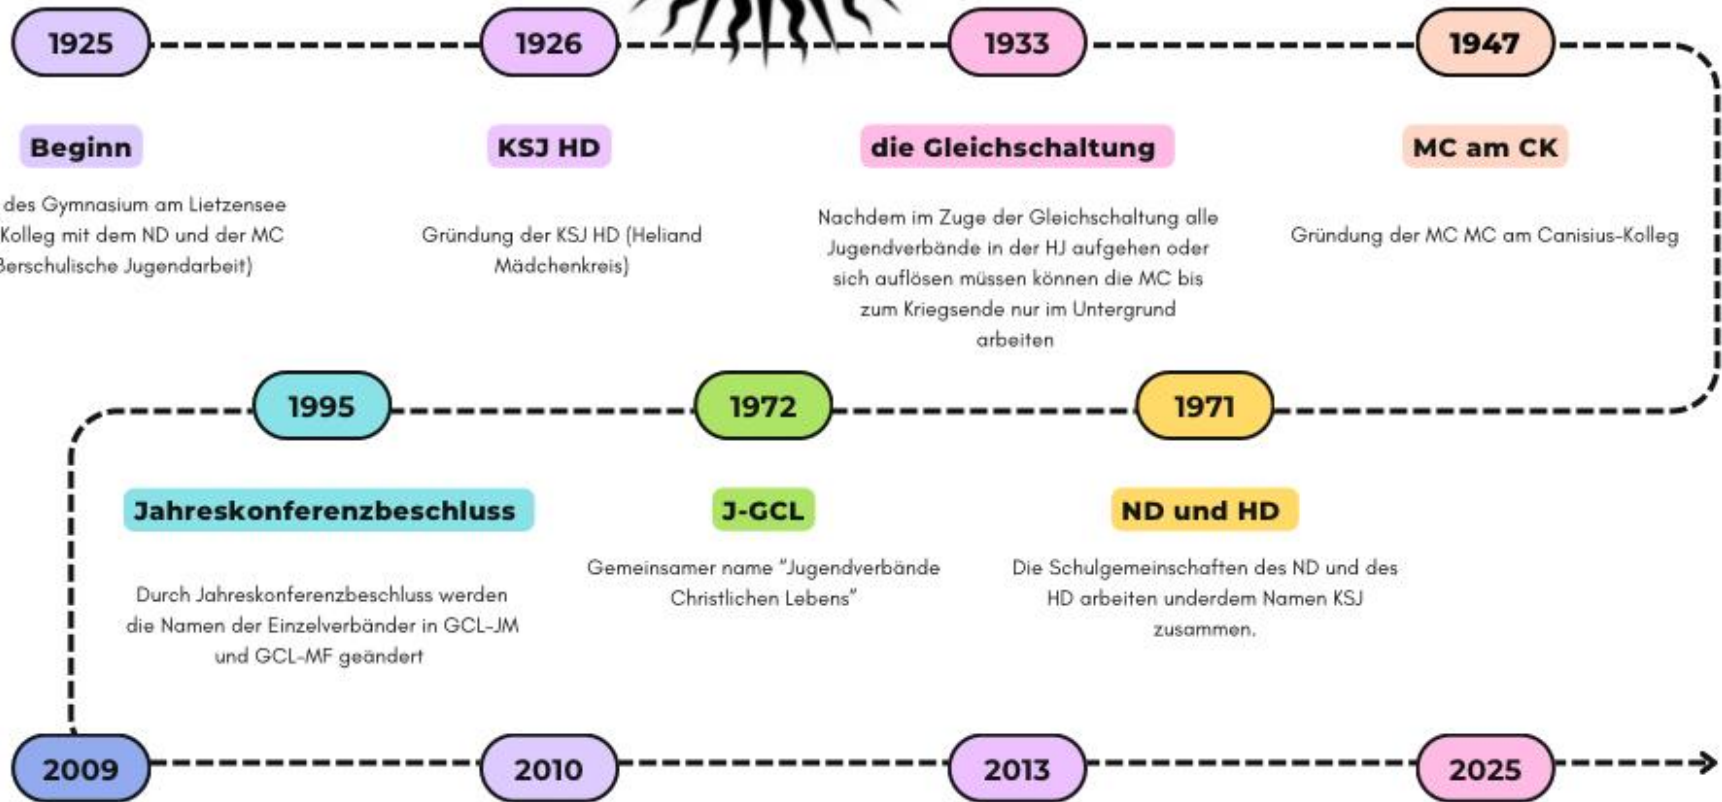 1925
1926
1933
1947
Beginn
KSJ HD
die Gleichschaltung
MC am CK
des Gymnasium am Lietzensee
Kolleg mit dem ND und der MC
erschulische Jugendarbeit)
Gründung der KSJ HD (Heliand
Mädchenkreis)
Nachdem im Zuge der Gleichschaltung alle
Jugendverbände in der HJ aufgehen oder
sich auflösen müssen können die MC bis
zum Kriegsende nur im Untergrund
arbeiten
Gründung der MC MC am Canisius-Kolleg
1995
1972
1971
Jahreskonferenzbeschluss
J-GCL
ND und HD
Durch Jahreskonferenzbeschluss werden
die Namen der Einzelverbänder in GCL-JM
und GCL-MF geändert
Gemeinsamer name "Jugendverbände
Christlichen Lebens"
Die Schulgemeinschaften des ND und des
HD arbeiten underdem Namen KSJ
zusammen.
2009
2010
2013
2025